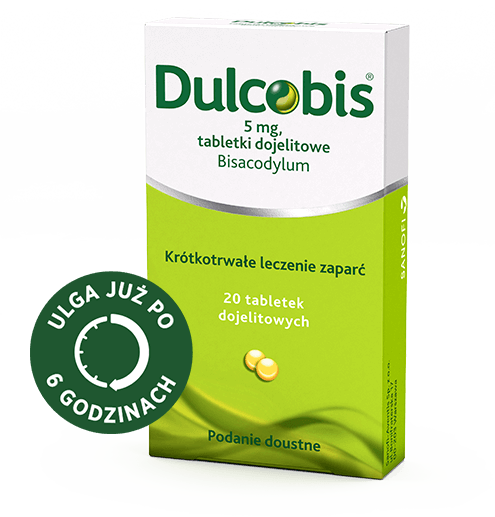 Dulcobis®
5 mg,
tabletki dojelitowe
Bisacodylum
Krótkotrwałe leczenie zaparć
20 tabletek
dojelitowych
Podanie doustne
SANOFI
ULGA JUŻ PO
6 GODZINACH